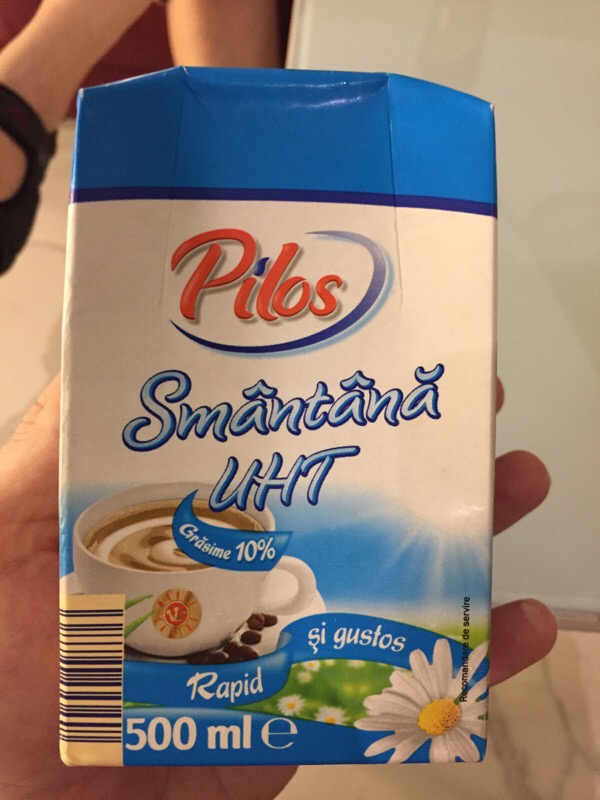 Pilos
Smântână
UHT
Grăsime 10%
şi gustos
Rapid
500 ml e
Recomandare de servire